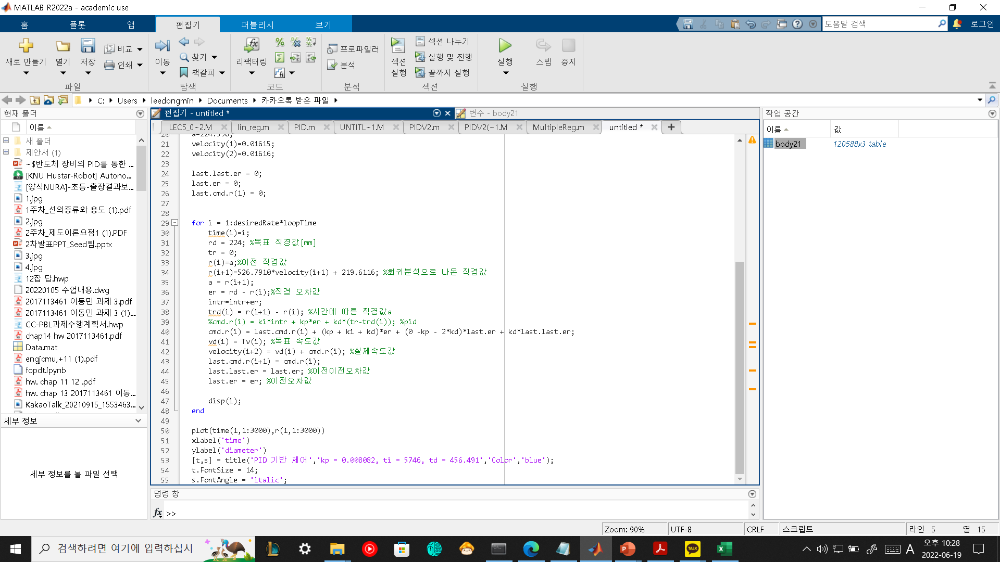 MATLAB R2022a - academic use
홈 플롯 앱 편집기 퍼블리시 보기
도움말 검색
로그인
새로 만들기 열기 저장 비교 인쇄 이동 찾기 책갈피 리팩터링 프로파일러 분석 섹션 실행 섹션 나누기 실행 및 진행 끝까지 실행 실행 스텝 중지
파일 탐색 코드 분석 섹션 실행
C: Users leedongmin Documents 카카오톡 받은 파일
현재 폴더
이름
새 폴더
제안서 (1)
~$반도체 장비의 PID를 통한 ...
[KNU Hustar-Robot] Autono...
[양식NURA]-초등-출장결과보...
1.jpg
1주차_선의종류와 용도 (1).pdf
2.jpg
2주차_제도이론요점1 (1).PDF
2차발표PPT_Seed팀.pptx
3.jpg
4.jpg
12잡 답.hwp
20220105 수업내용.dwg
2017113461 이동민 과제 3.pdf
2017113461 이동민 과제 3 (1)....
CC-PBL과제수행계획서.hwp
chap14 hw 2017113461.pdf
Data.mat
engjcmu,+11 (1).pdf
fopdt.ipynb
hw. chap 11 12 .pdf
hw. chap 13 2017113461 이동...
KakaoTalk_20210915_1553463...
세부 정보
세부 정보를 볼 파일 선택
편집기 - untitled *
변수 - body21
LEC5_0~2.M lin_reg.m PID.m UNTITL~1.M PIDV2.m PIDV2(~1.M MultipleReg.m untitled *
21 velocity(1)=0.01615;
22 velocity(2)=0.01616;
23
24 last.last.er = 0;
25 last.er = 0;
26 last.cmd.r(1) = 0;
27
28
29 for i = 1:desiredRate*loopTime
30 time(i)=i;
31 rd = 224; %목표 직경값[mm]
32 tr = 0;
33 r(i)=a;%이전 직경값
34 r(i+1)=526.7910*velocity(i+1) + 219.6116; %회귀분석으로 나온 직경값
35 a = r(i+1);
36 er = rd - r(i);%직경 오차값
37 intr=intr+er;
38 trd(i) = r(i+1) - r(i); %시간에 따른 직경값a
39 %cmd.r(i) = ki*intr + kp*er + kd*(tr-trd(i)); %pid
40 cmd.r(i) = last.cmd.r(i) + (kp + ki + kd)*er + (0 -kp - 2*kd)*last.er + kd*last.last.er;
41 vd(i) = Tv(i); %목표 속도값
42 velocity(i+2) = vd(i) + cmd.r(i); %실제속도값
43 last.cmd.r(i+1) = cmd.r(i);
44 last.last.er = last.er; %이전이전오차값
45 last.er = er; %이전오차값
46
47 disp(i);
48 end
49
50 plot(time(1,1:3000),r(1,1:3000))
51 xlabel('time')
52 ylabel('diameter')
53 [t,s] = title('PID 기반 제어','kp = 0.008082, ti = 5746, td = 456.491','Color','blue');
54 t.FontSize = 14;
55 s.FontAngle = 'italic';
명령 창
fx >>
작업 공간
이름 값
body21 120588x3 table
Zoom: 90% UTF-8 CRLF 스크립트 라인 5 열 15
검색하려면 여기에 입력하십시
TALK
A
오후 10:28
2022-06-19